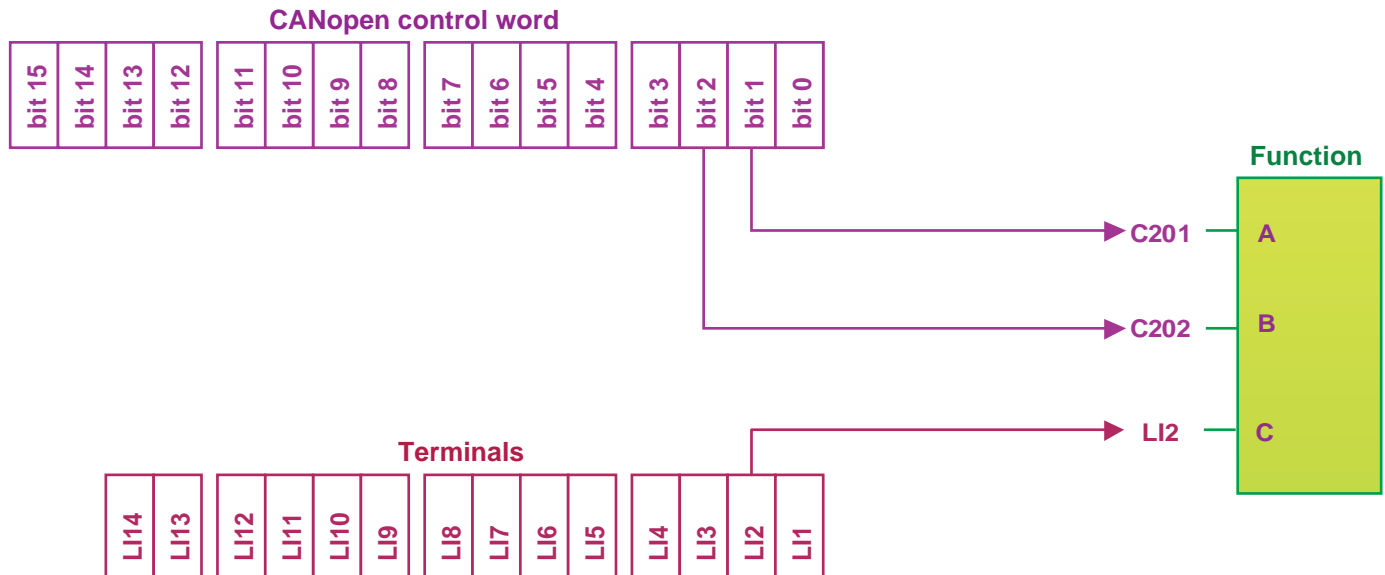 CANopen control word
bit 15 bit 14 bit 13 bit 12 bit 11 bit 10 bit 9 bit 8 bit 7 bit 6 bit 5 bit 4 bit 3 bit 2 bit 1 bit 0
Function
C201 A
C202 B
LI2 C
Terminals
LI14 LI13 LI12 LI11 LI10 LI9 LI8 LI7 LI6 LI5 LI4 LI3 LI2 LI1